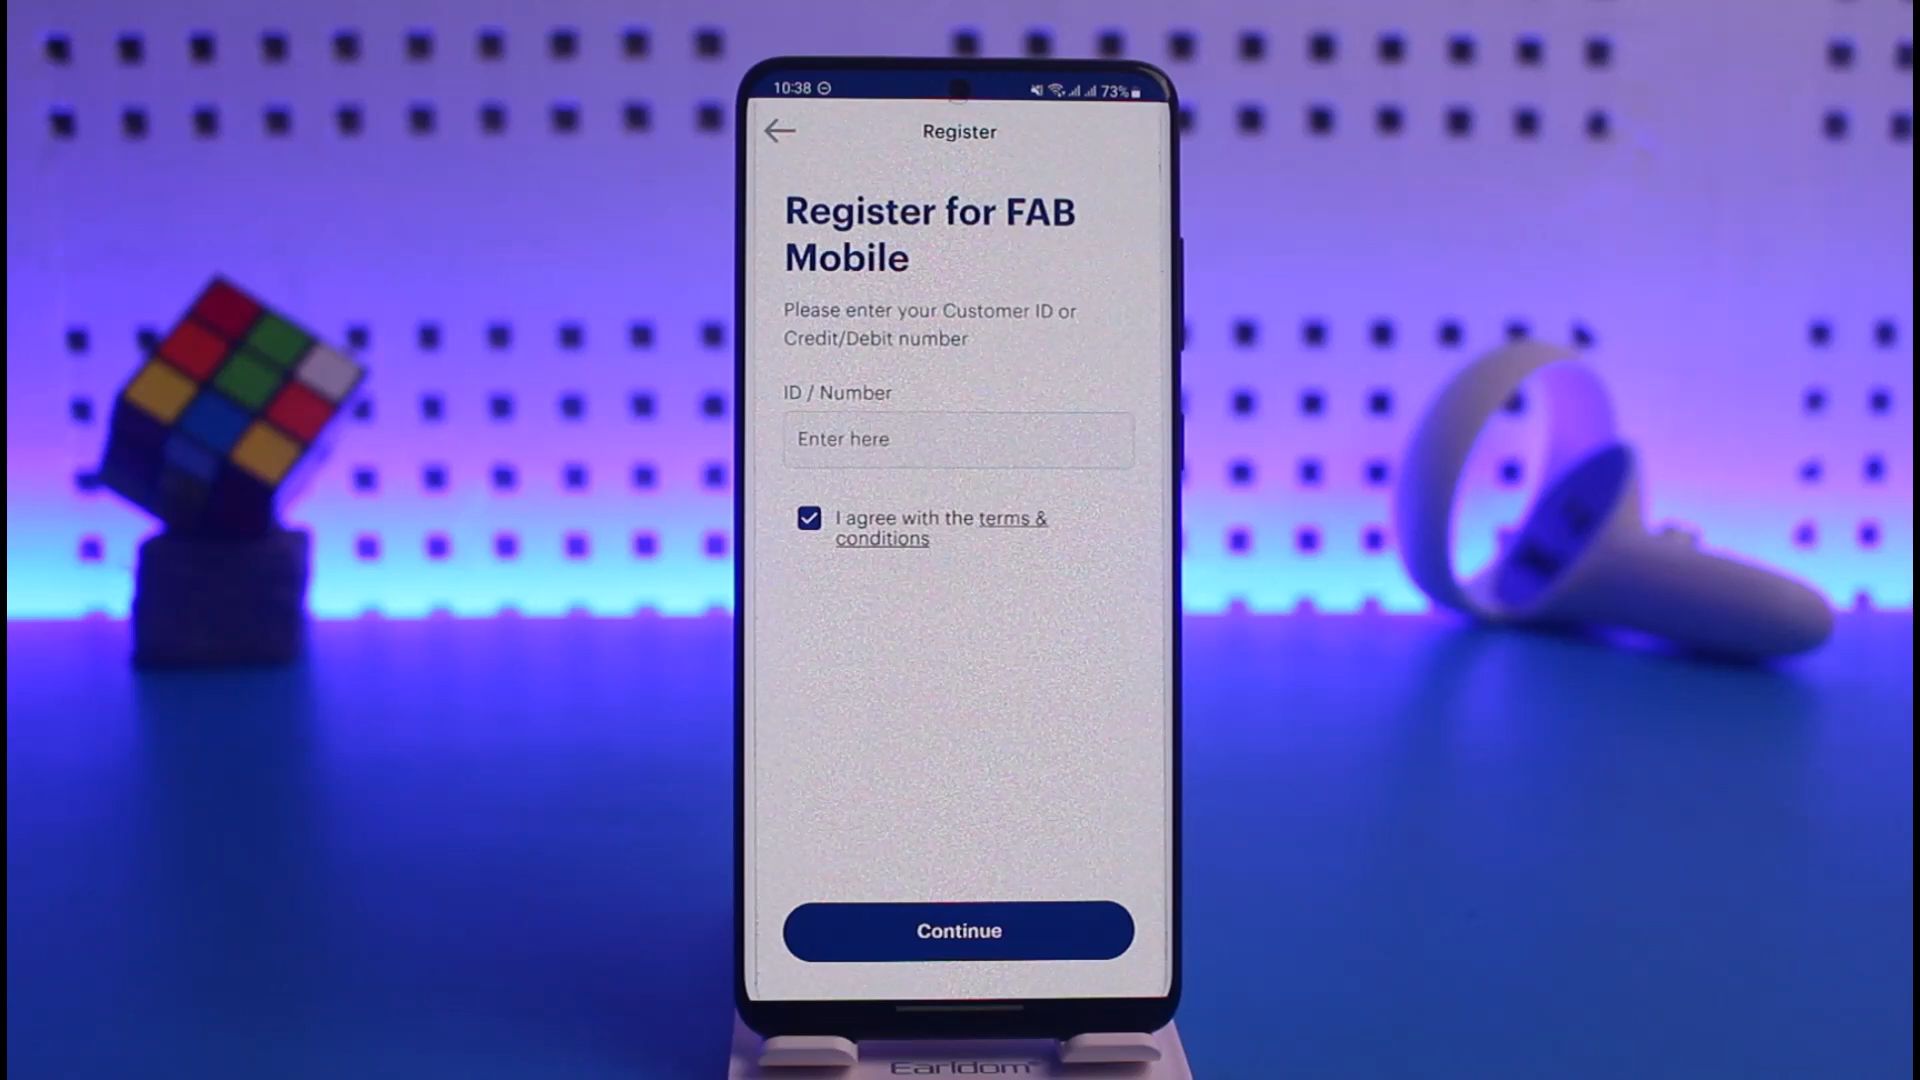 10:38
73%
Register
Register for FAB
Mobile
Please enter your Customer ID or
Credit/Debit number
ID / Number
Enter here
I agree with the terms &
conditions
Continue
Earldom